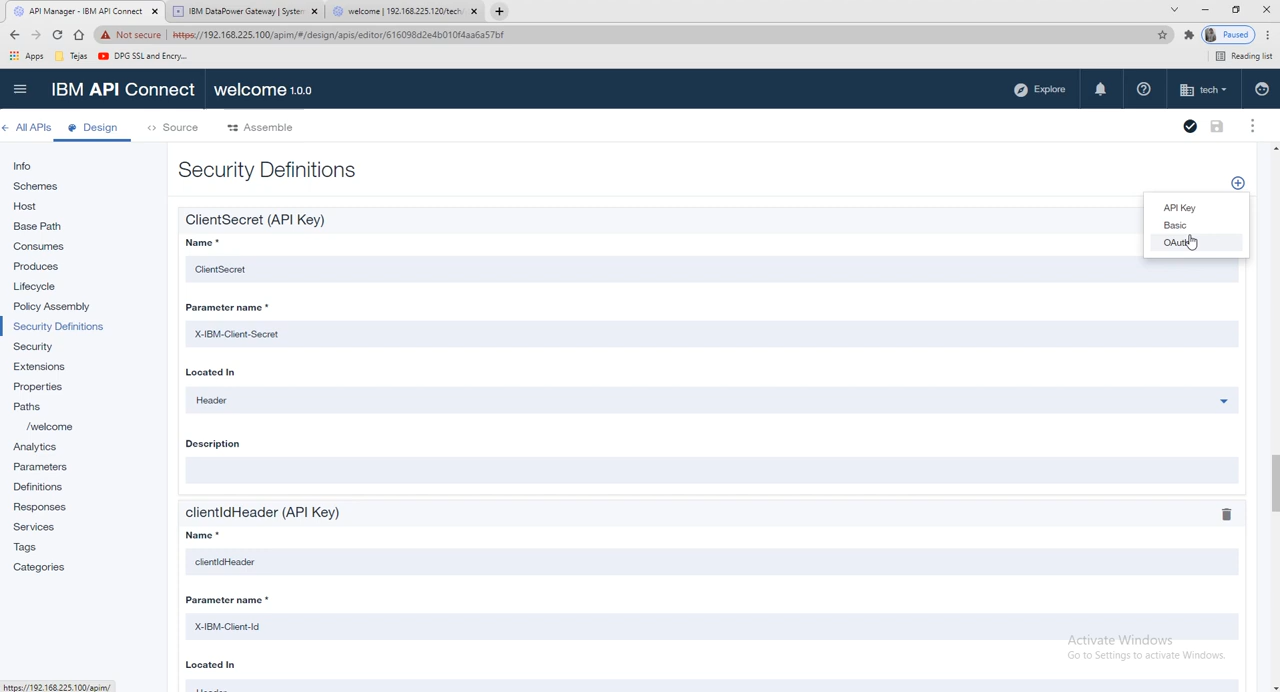 API Manager - IBM API Connect
IBM DataPower Gateway | System
welcome | 192.168.225.120/tech/
Not secure https://192.168.225.100/apim/#/design/apis/editor/616098d2e4b010f4aa6a57bf
Paused
Apps Tejas DPG SSL and Encry... Reading list
IBM API Connect welcome 1.0.0 Explore tech
All APIs Design Source Assemble
Info
Schemes
Host
Base Path
Consumes
Produces
Lifecycle
Policy Assembly
Security Definitions
Security
Extensions
Properties
Paths
/welcome
Analytics
Parameters
Definitions
Responses
Services
Tags
Categories
Security Definitions
API Key
Basic
OAuth
ClientSecret (API Key)
Name *
ClientSecret
Parameter name *
X-IBM-Client-Secret
Located In
Header
Description
clientIdHeader (API Key)
Name *
clientIdHeader
Parameter name *
X-IBM-Client-Id
Located In
Header
Activate Windows
Go to Settings to activate Windows.
https://192.168.225.100/apim/